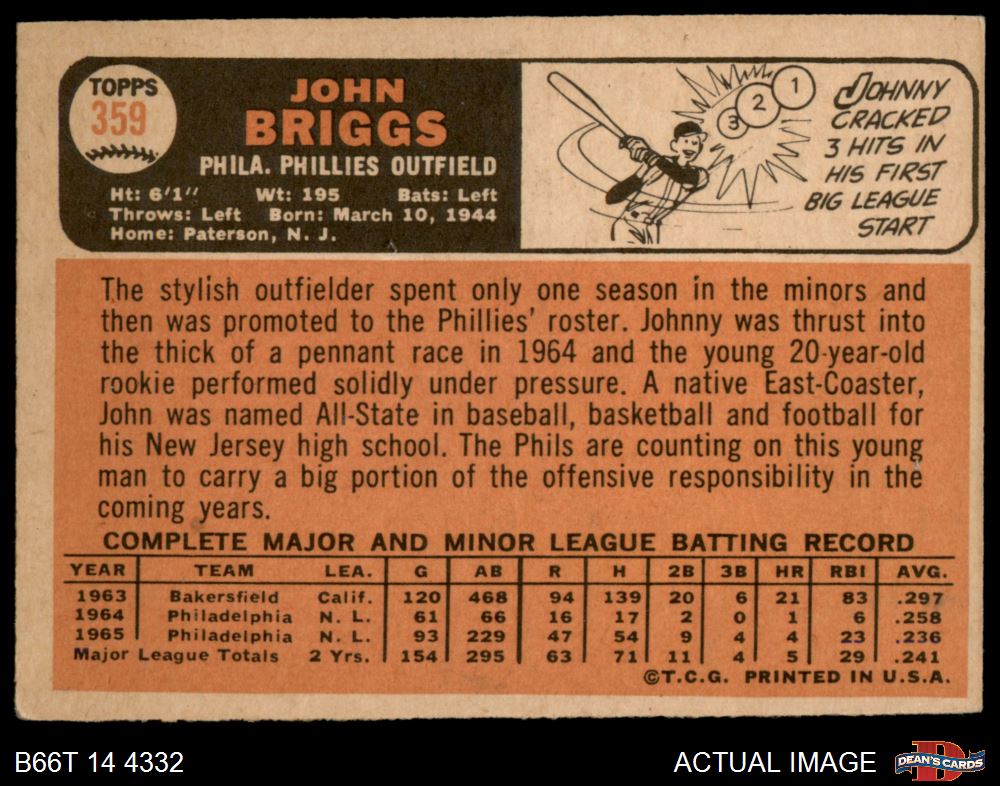 TOPPS
359
JOHN
BRIGGS
PHILA. PHILLIES OUTFIELD
Ht: 6'1" Wt: 195 Bats: Left
Throws: Left Born: March 10, 1944
Home: Paterson, N. J.
1
2
3
JOHNNY
CRACKED
3 HITS IN
HIS FIRST
BIG LEAGUE
START
The stylish outfielder spent only one season in the minors and
then was promoted to the Phillies' roster. Johnny was thrust into
the thick of a pennant race in 1964 and the young 20-year-old
rookie performed solidly under pressure. A native East-Coaster,
John was named All-State in baseball, basketball and football for
his New Jersey high school. The Phils are counting on this young
man to carry a big portion of the offensive responsibility in the
coming years.
COMPLETE MAJOR AND MINOR LEAGUE BATTING RECORD
YEAR TEAM LEA. G AB R H 2B 3B HR RBI AVG.
1963 Bakersfield Calif. 120 468 94 139 20 6 21 83 .297
1964 Philadelphia N. L. 61 66 16 17 2 0 1 6 .258
1965 Philadelphia N. L. 93 229 47 54 9 4 4 23 .236
Major League Totals 2 Yrs. 154 295 63 71 11 4 5 29 .241
©T.C.G. PRINTED IN U.S.A.
B66T 14 4332
ACTUAL IMAGE
DEAN'S CARDS